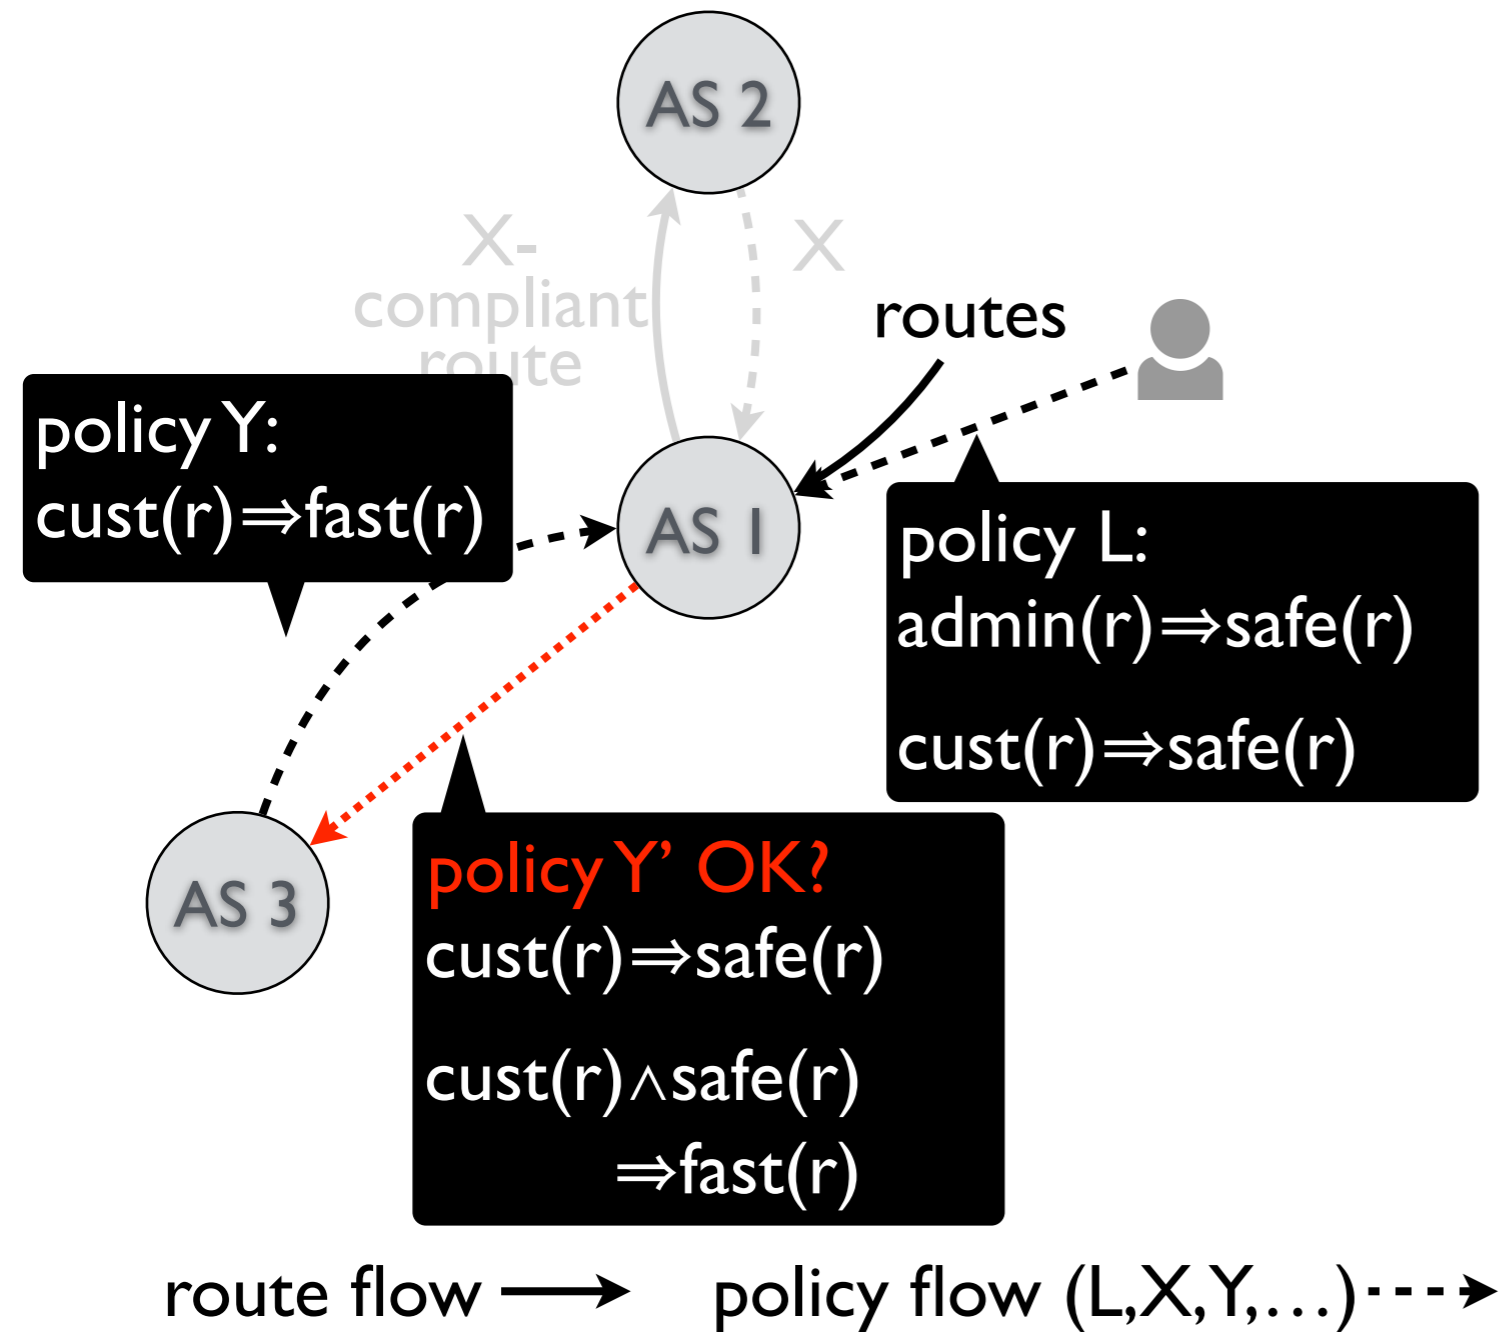 AS 2
X-
compliant
route
X
routes
policy Y:
cust(r)⇒fast(r)
AS 1
policy L:
admin(r)⇒safe(r)
cust(r)⇒safe(r)
AS 3
policy Y’ OK?
cust(r)⇒safe(r)
cust(r)∧safe(r)
⇒fast(r)
route flow
policy flow (L,X,Y,…)